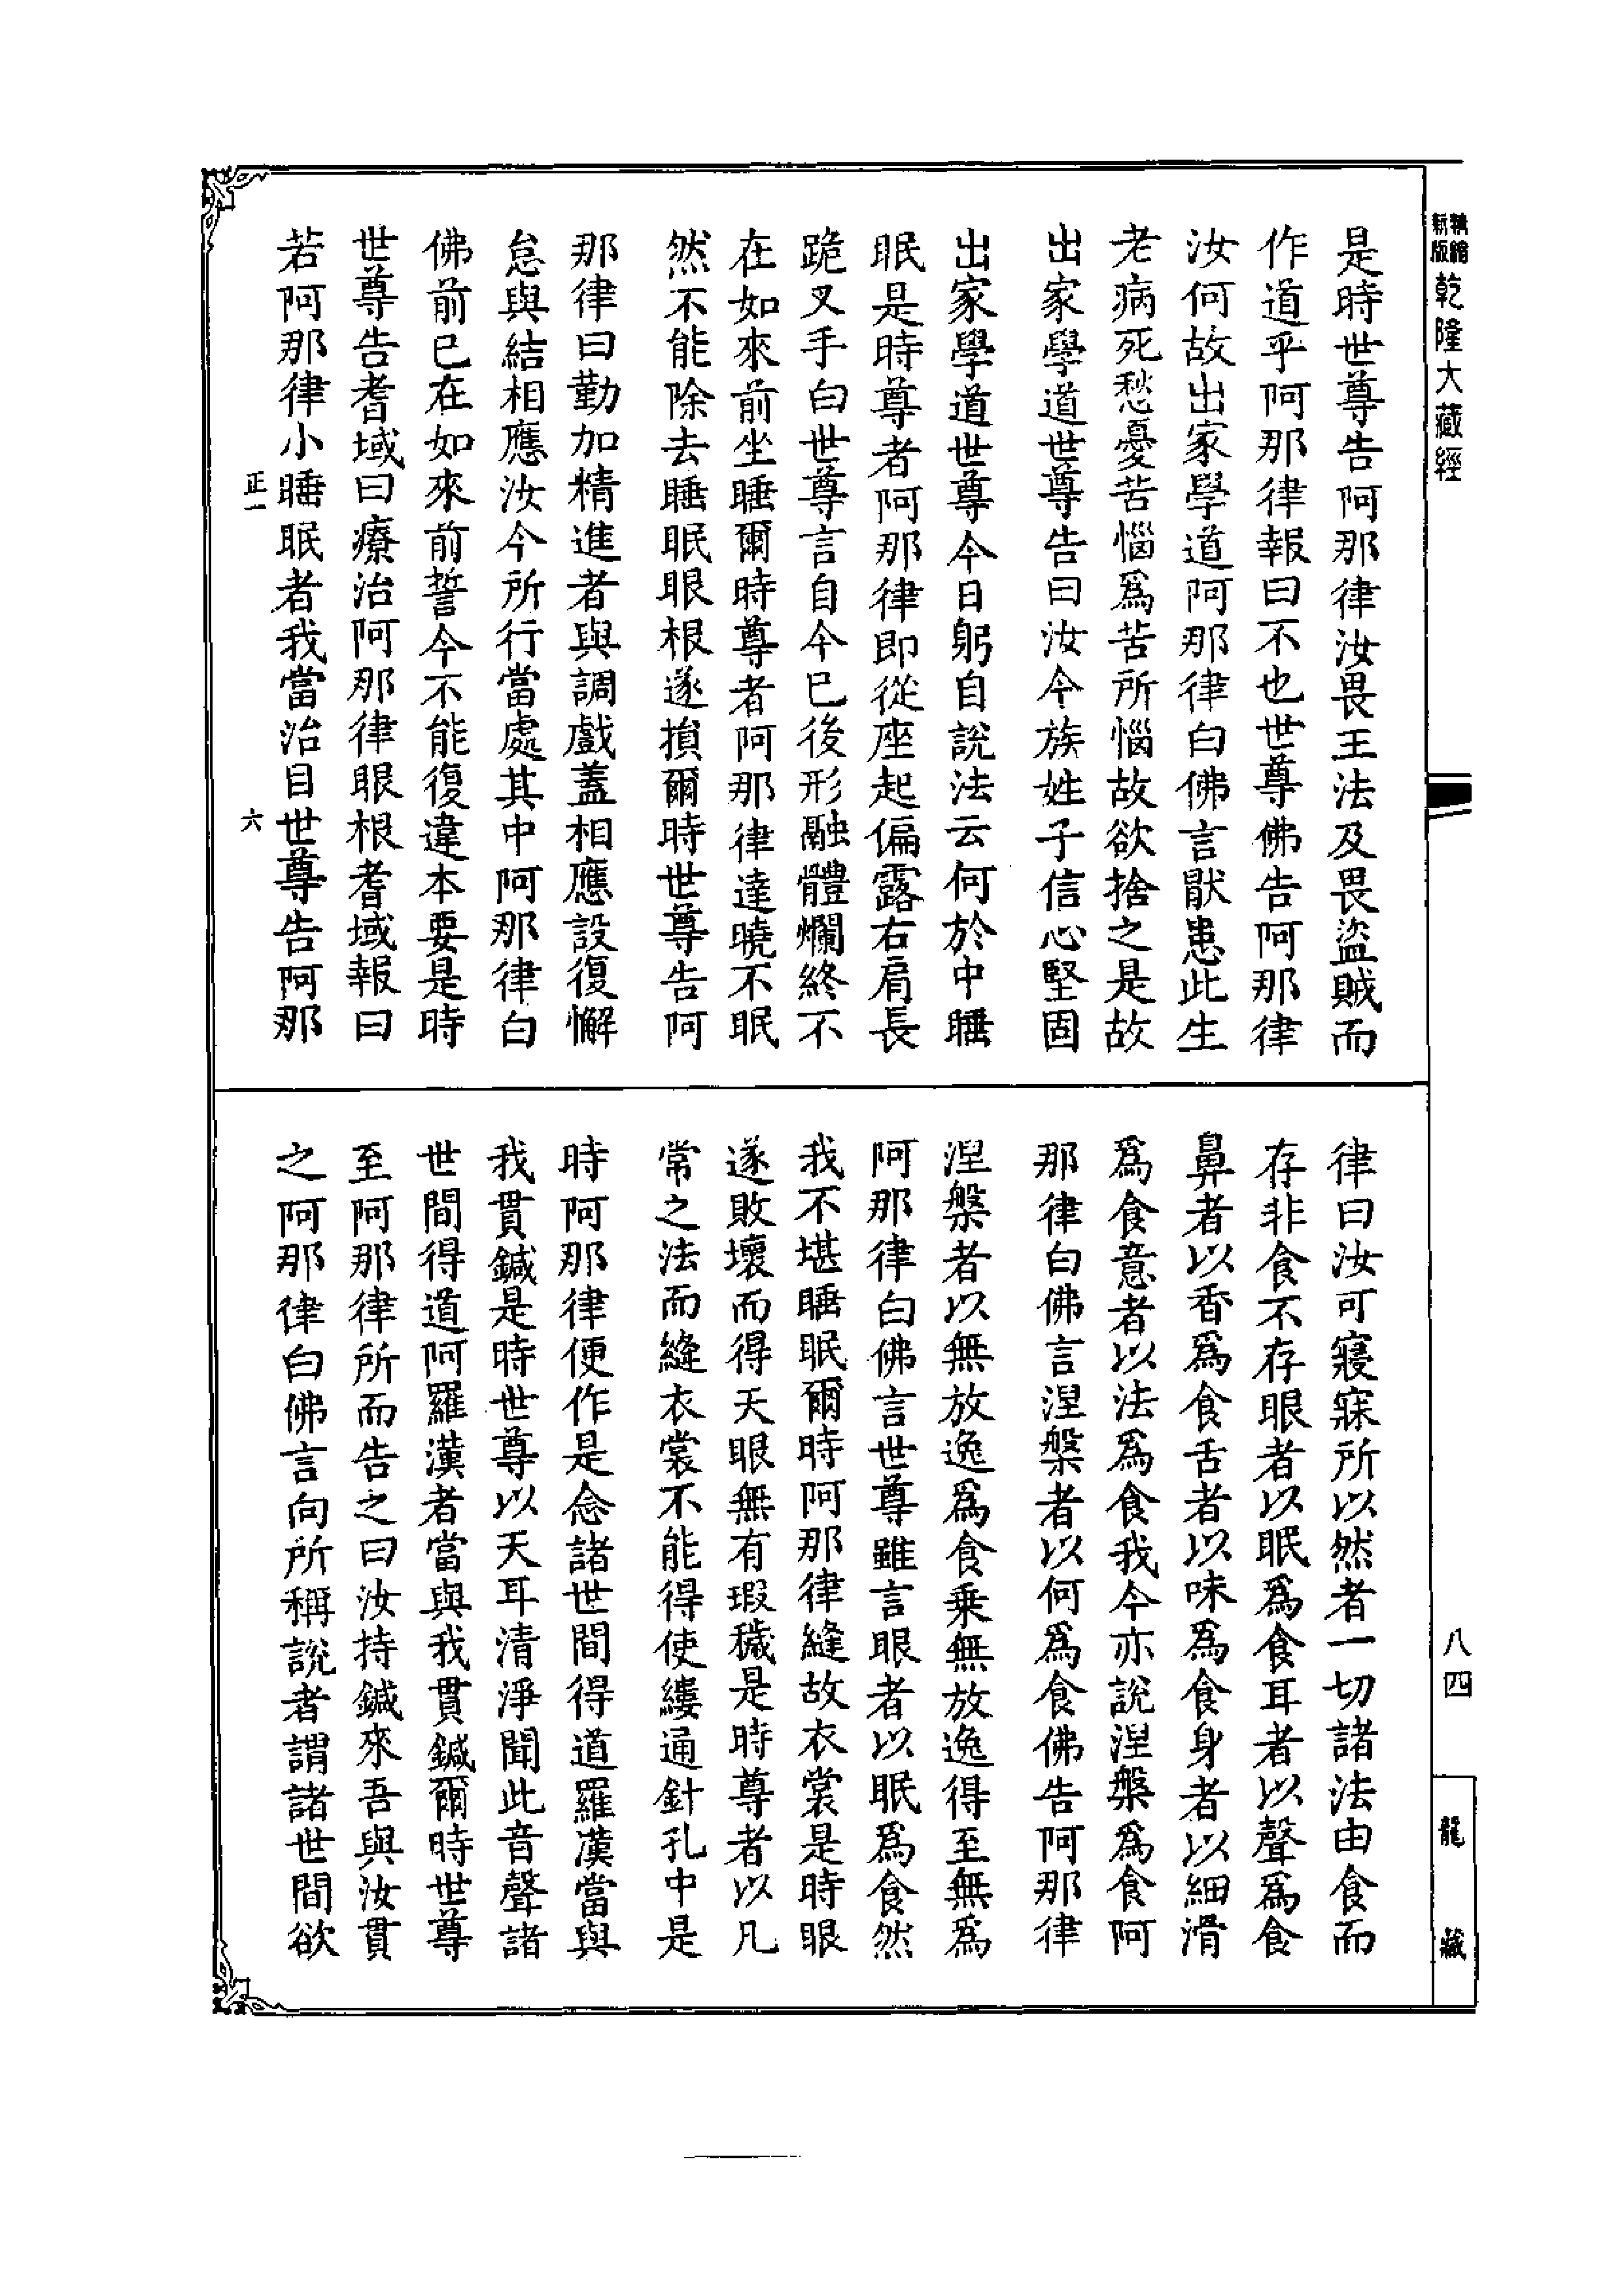 新版精縮乾隆大藏經
是時世尊告阿那律汝畏王法及畏盜賊而
作道乎阿那律報曰不也世尊佛告阿那律
汝何故出家學道阿那律白佛言猒患此生
老病死愁憂苦惱爲苦所惱故欲捨之是故
出家學道世尊告曰汝今族姓子信心堅固
出家學道世尊今日躬自說法云何於中睡
眠是時尊者阿那律即從座起偏露右肩長
跪叉手白世尊言自今已後形融體爛終不
在如來前坐睡爾時尊者阿那律達曉不眠
然不能除去睡眠眼根遂損爾時世尊告阿
那律曰勤加精進者與調戲蓋相應設復懈
怠與結相應汝今所行當處其中阿那律白
佛前已在如來前誓今不能復違本要是時
世尊告耆域曰療治阿那律眼根耆域報曰
若阿那律小睡眠者我當治目世尊告阿那
正一 六
律曰汝可寢寐所以然者一切諸法由食而
存非食不存眼者以眠爲食耳者以聲爲食
鼻者以香爲食舌者以味爲食身者以細滑
爲食意者以法爲食我今亦說涅槃爲食阿
那律白佛言涅槃者以何爲食佛告阿那律
涅槃者以無放逸爲食乗無放逸得至無爲
阿那律白佛言世尊雖言眼者以眠爲食然
我不堪睡眠爾時阿那律縫故衣裳是時眼
遂敗壞而得天眼無有瑕穢是時尊者以凡
常之法而縫衣裳不能得使縷通針孔中是
時阿那律便作是念諸世間得道羅漢當與
我貫鍼是時世尊以天耳清淨聞此音聲諸
世間得道阿羅漢者當與我貫鍼爾時世尊
至阿那律所而告之曰汝持鍼來吾與汝貫
之阿那律白佛言向所稱說者謂諸世間欲
八四
龍藏